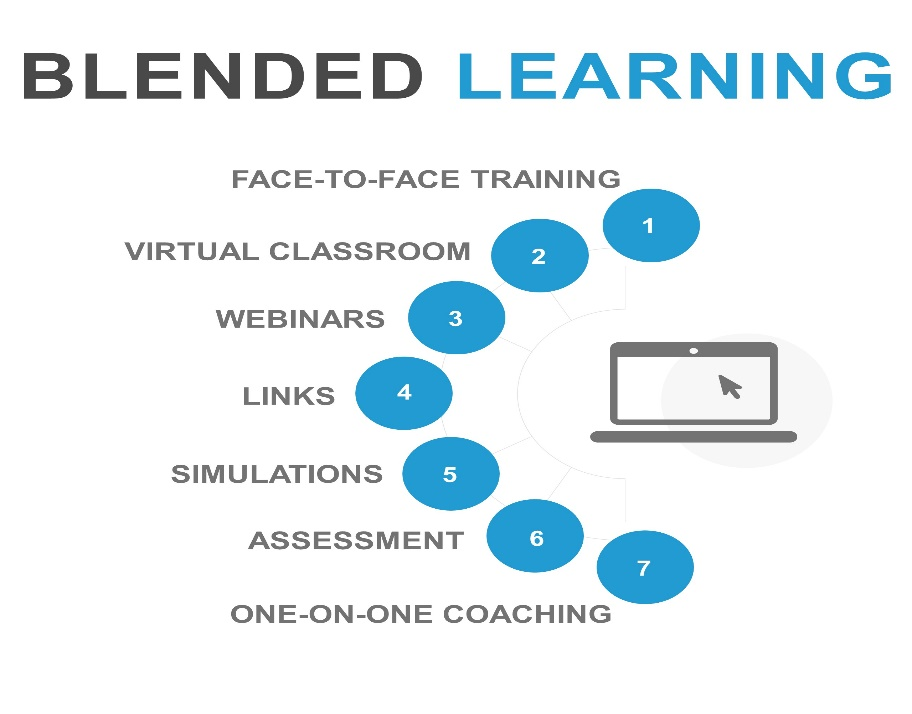 BLENDED LEARNING
FACE-TO-FACE TRAINING
1
VIRTUAL CLASSROOM
2
WEBINARS
3
LINKS
4
SIMULATIONS
5
ASSESSMENT
6
7
ONE-ON-ONE COACHING